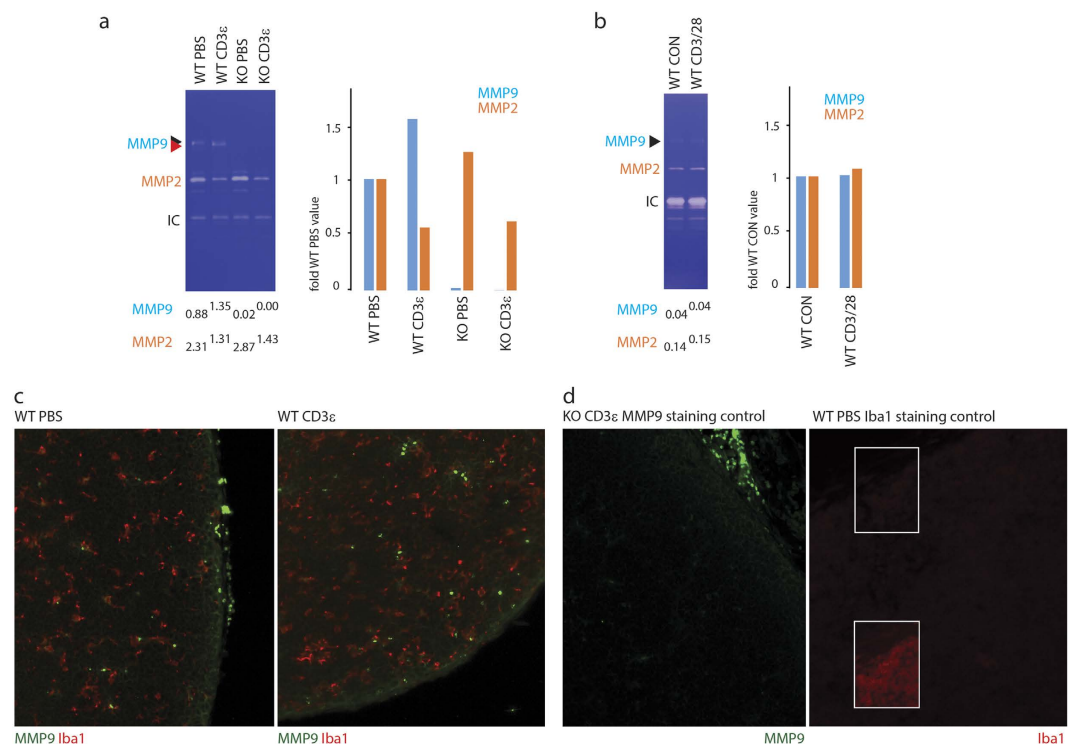 a
WT PBS
WT CD3ε
KO PBS
KO CD3ε
MMP9
MMP2
IC
MMP9 0.88 1.35 0.02 0.00
MMP2 2.31 1.31 2.87 1.43
MMP9
MMP2
fold WT PBS value
1.5
1
0.5
0
WT PBS
WT CD3ε
KO PBS
KO CD3ε
b
WT CON
WT CD3/28
MMP9
MMP2
IC
MMP9 0.04 0.04
MMP2 0.14 0.15
MMP9
MMP2
fold WT CON value
1.5
1
0.5
0
WT CON
WT CD3/28
c
WT PBS
WT CD3ε
MMP9 Iba1
MMP9 Iba1
d
KO CD3ε MMP9 staining control
WT PBS Iba1 staining control
MMP9
Iba1